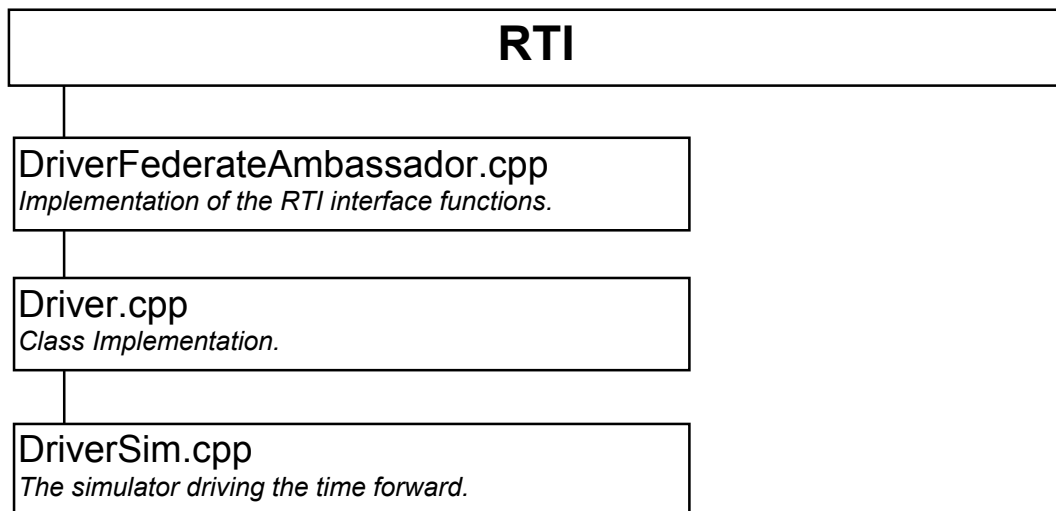 RTI
DriverFederateAmbassador.cpp
Implementation of the RTI interface functions.
Driver.cpp
Class Implementation.
DriverSim.cpp
The simulator driving the time forward.